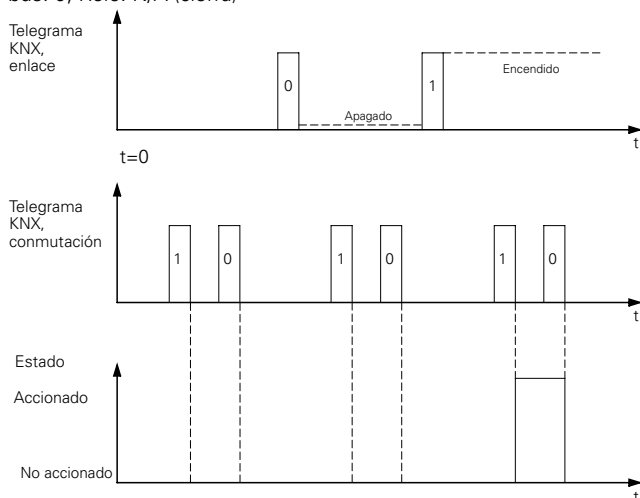 Telegrama
KNX,
enlace
0
1
Encendido
Apagado
t
t=0
Telegrama
KNX,
conmutación
1
0
1
0
1
0
t
Estado
Accionado
No accionado
t